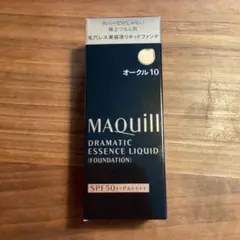 カバーだけじゃない
極上つるん肌
毛穴レス美容液リキッドファンデ
オークル10
MAQuill
DRAMATIC
ESSENCE LIQUID
[FOUNDATION]
SPF50+・PA++++